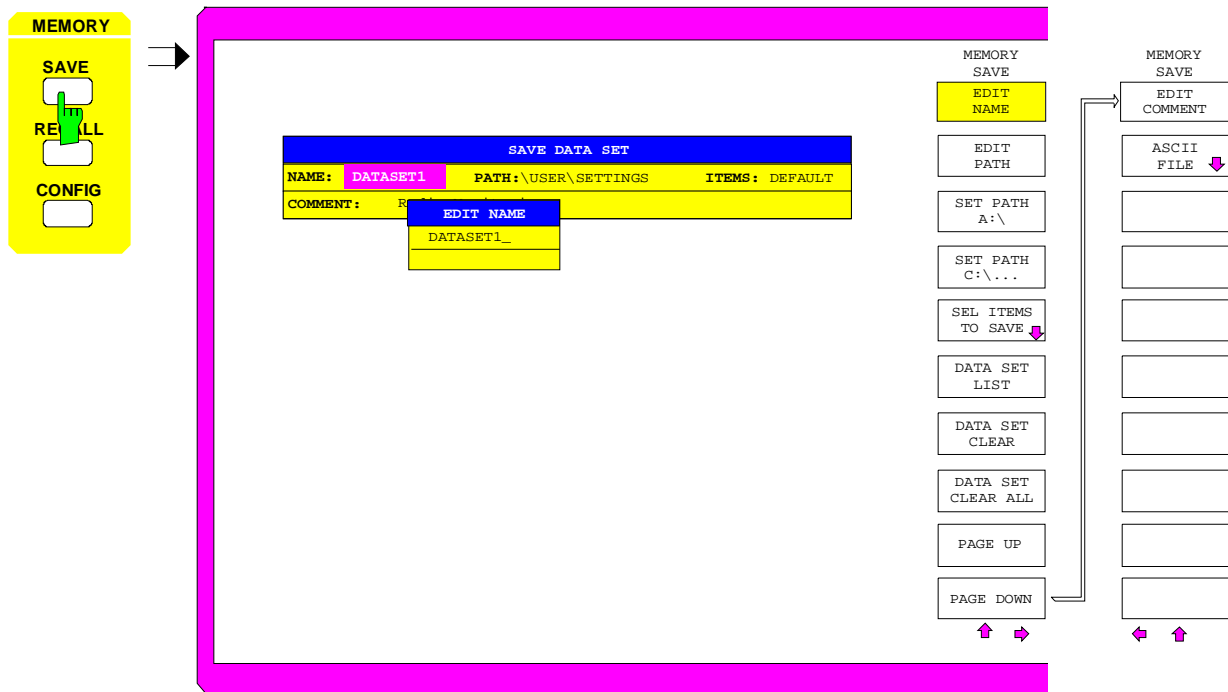 MEMORY
SAVE
CONFIG
SAVE DATA SET
NAME: DATASET1 PATH:\USER\SETTINGS ITEMS: DEFAULT
COMMENT:
EDIT NAME
DATASET1_
MEMORY
SAVE
EDIT
NAME
EDIT
PATH
SET PATH
A:\
SET PATH
C:\...
SEL ITEMS
TO SAVE
DATA SET
LIST
DATA SET
CLEAR
DATA SET
CLEAR ALL
PAGE UP
PAGE DOWN
MEMORY
SAVE
EDIT
COMMENT
ASCII
FILE